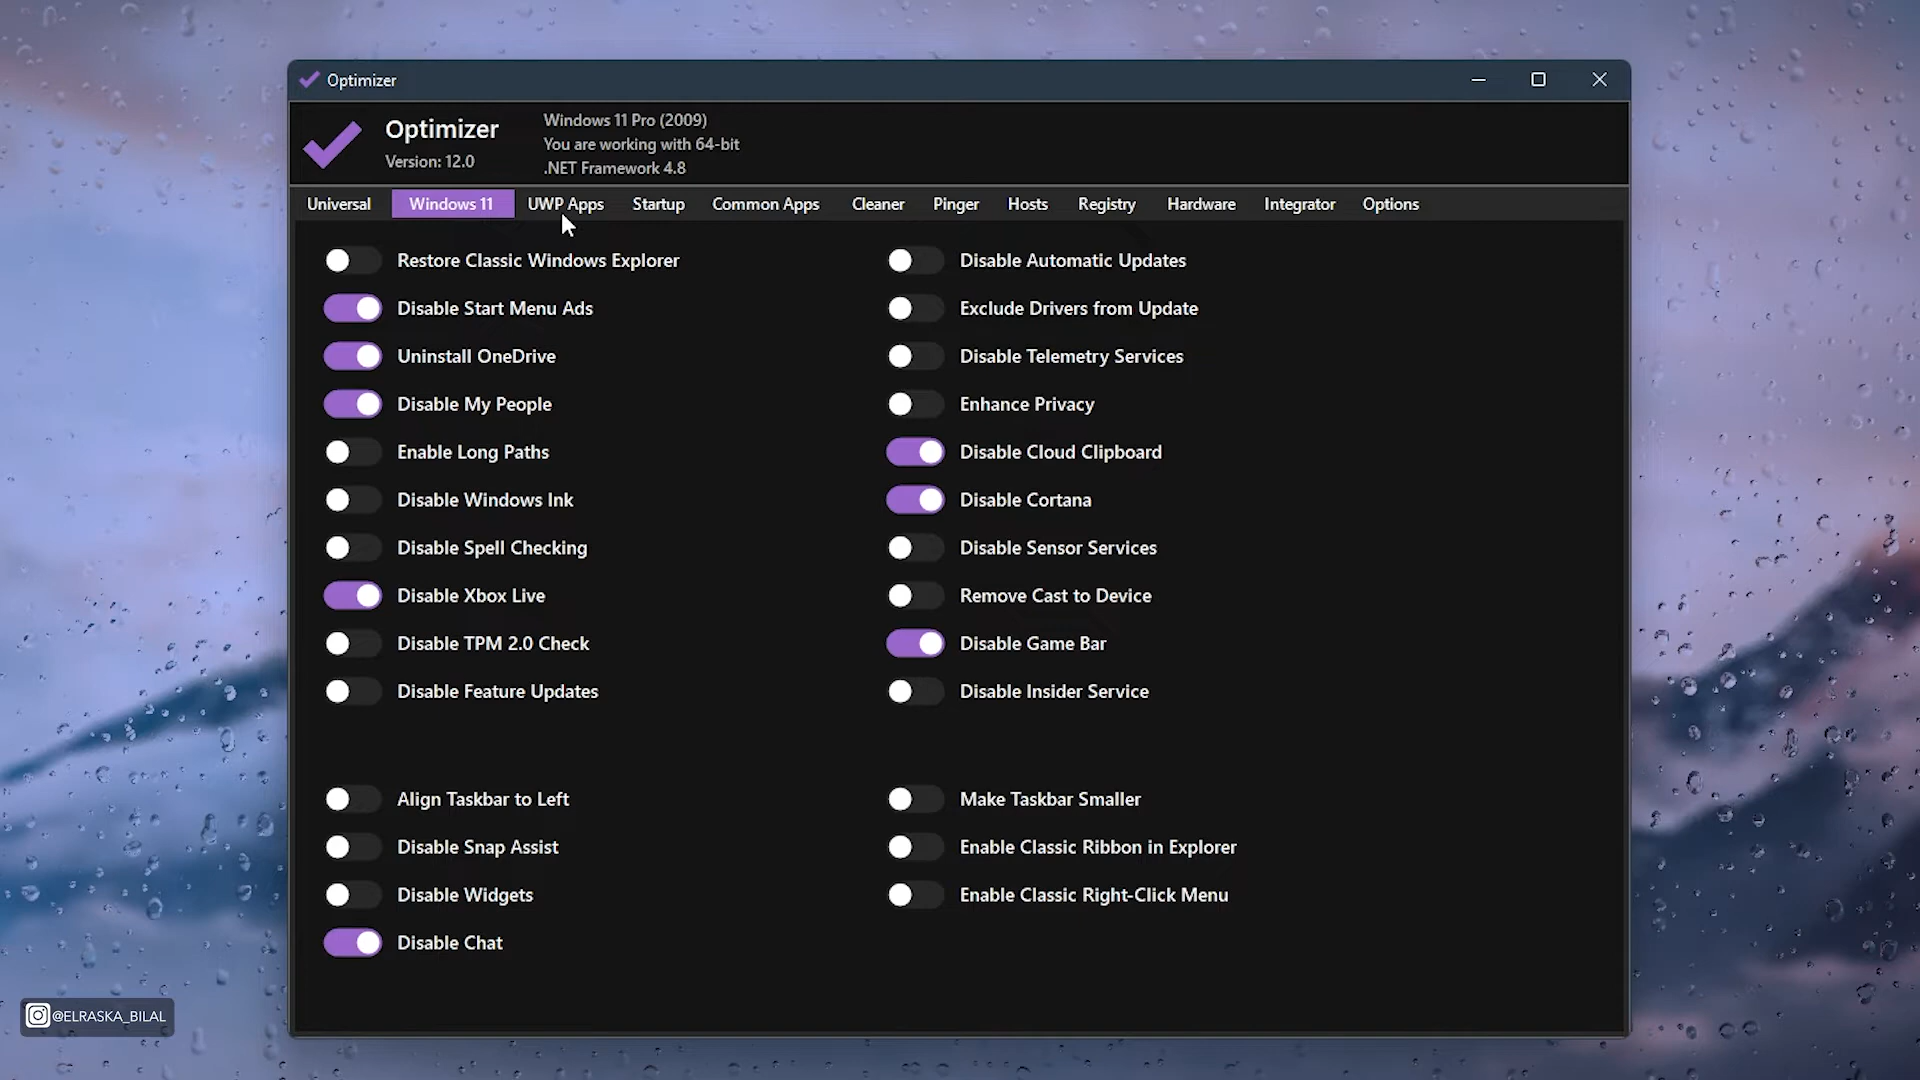 Optimizer
Optimizer
Version: 12.0
Windows 11 Pro (2009)
You are working with 64-bit
.NET Framework 4.8
Universal Windows 11 UWP Apps Startup Common Apps Cleaner Pinger Hosts Registry Hardware Integrator Options
Restore Classic Windows Explorer
Disable Start Menu Ads
Uninstall OneDrive
Disable My People
Enable Long Paths
Disable Windows Ink
Disable Spell Checking
Disable Xbox Live
Disable TPM 2.0 Check
Disable Feature Updates
Disable Automatic Updates
Exclude Drivers from Update
Disable Telemetry Services
Enhance Privacy
Disable Cloud Clipboard
Disable Cortana
Disable Sensor Services
Remove Cast to Device
Disable Game Bar
Disable Insider Service
Align Taskbar to Left
Disable Snap Assist
Disable Widgets
Disable Chat
Make Taskbar Smaller
Enable Classic Ribbon in Explorer
Enable Classic Right-Click Menu
@ELRASKA_BILAL